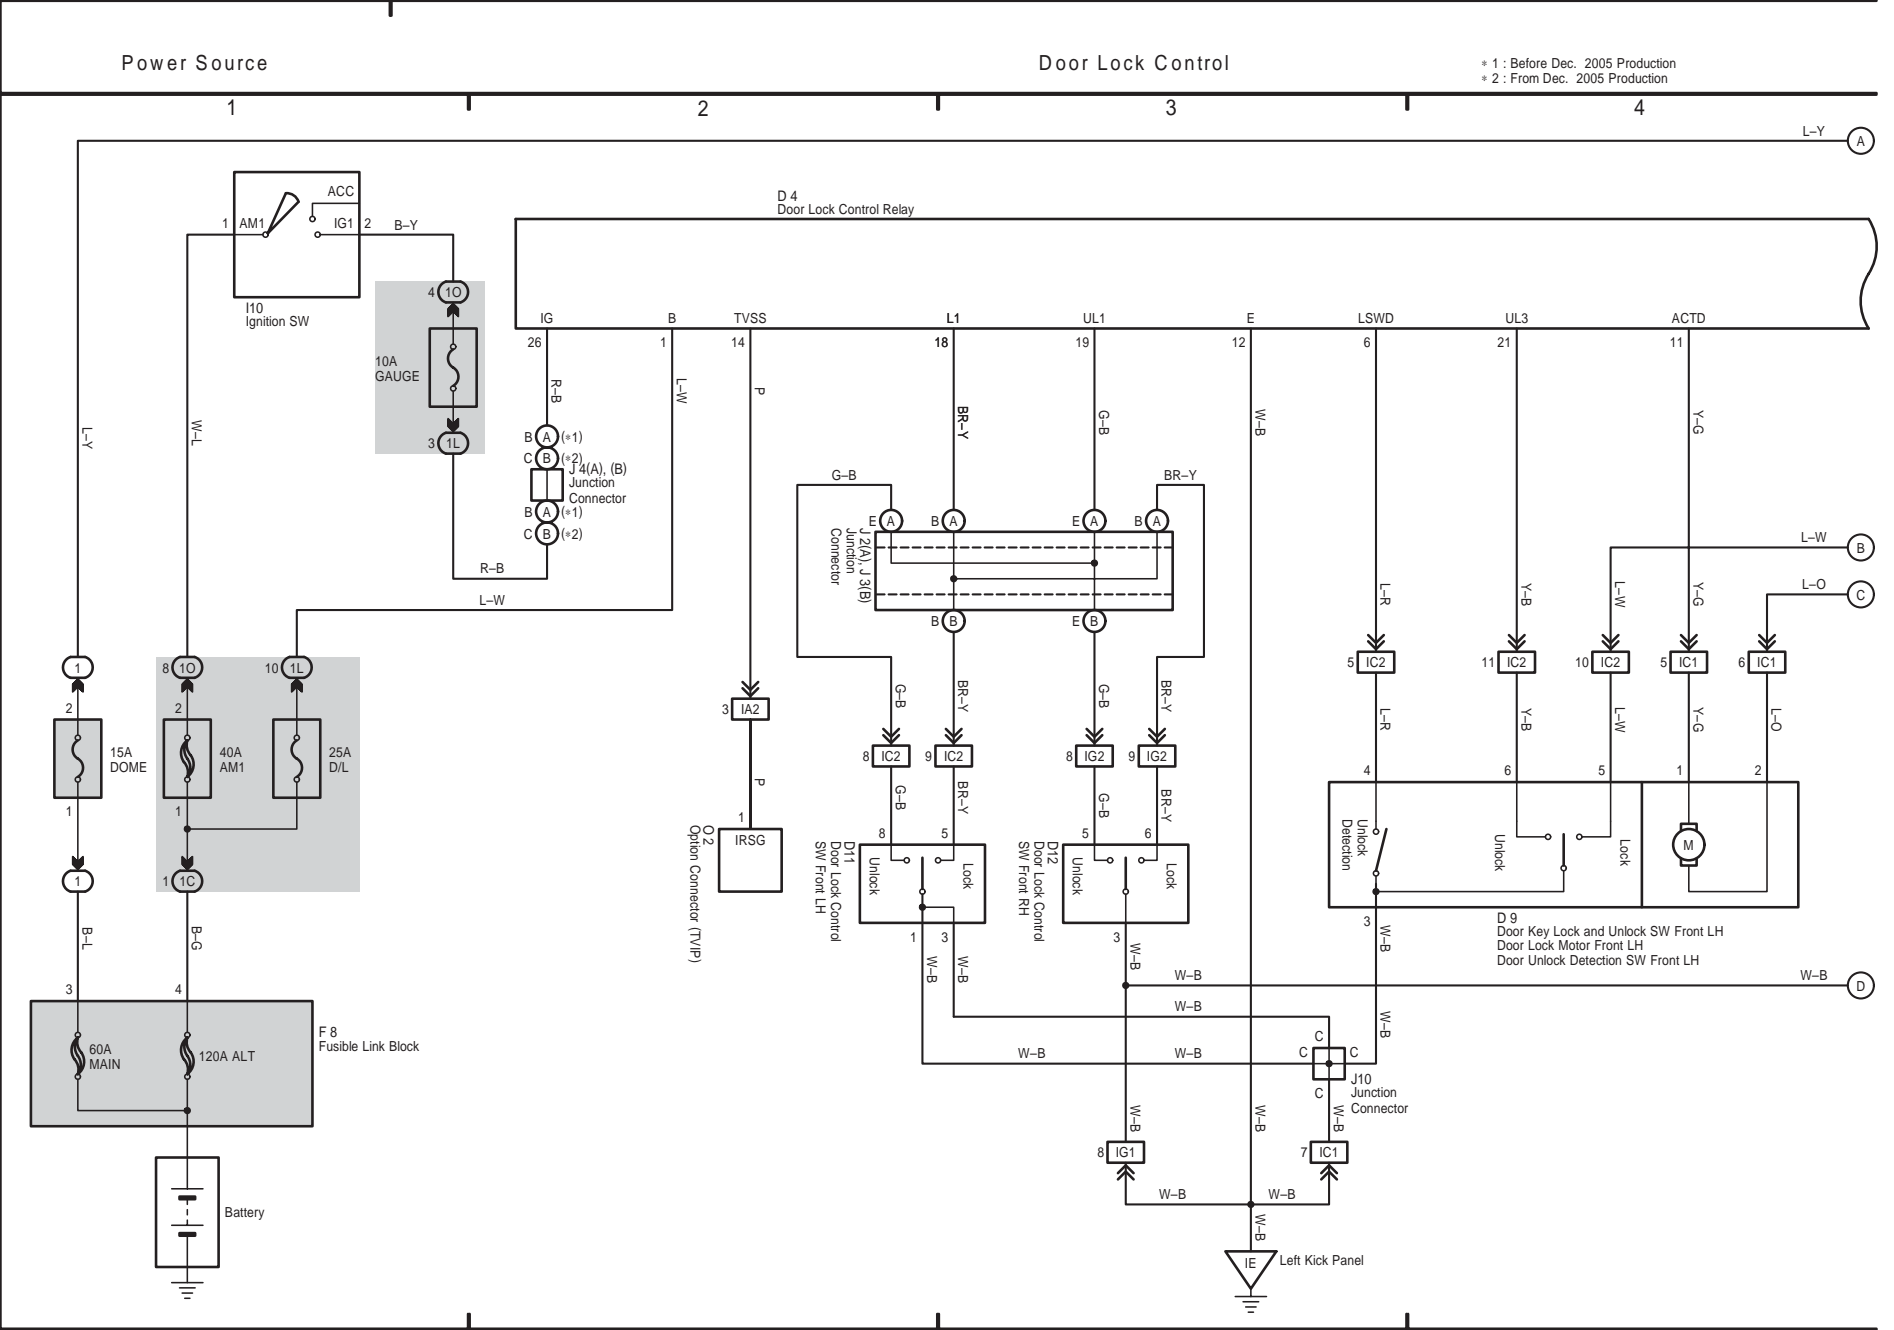 Power Source
Door Lock Control
∗ 1 : Before Dec. 2005 Production
∗ 2 : From Dec. 2005 Production
1
2
3
4
L–Y
A
ACC
1
AM1
IG1
2
B–Y
I10
Ignition SW
D 4
Door Lock Control Relay
4
1O
10A
GAUGE
3
1L
IG
B
TVSS
L1
UL1
E
LSWD
UL3
ACTD
26
1
14
18
19
12
6
21
11
L–Y
W–L
R–B
L–W
P
BR–Y
G–B
W–B
Y–G
B
A
(∗1)
C
B
(∗2)
J 4(A), (B)
Junction
Connector
B
A
(∗1)
C
B
(∗2)
R–B
L–W
G–B
BR–Y
E
A
B
A
E
A
B
A
J 2(A), J 3(B)
Junction
Connector
B
B
E
B
L–W
B
L–O
C
L–R
Y–B
L–W
Y–G
5
IC2
11
IC2
10
IC2
5
IC1
6
IC1
1
8
1O
10
1L
2
2
15A
DOME
40A
AM1
25A
D/L
1
1
1
1
1C
B–L
B–G
3
4
3
IA2
P
1
IRSG
O 2
Option Connector (TVIP)
G–B
BR–Y
G–B
BR–Y
8
IC2
9
IC2
8
IG2
9
IG2
G–B
BR–Y
G–B
BR–Y
8
5
5
6
Unlock
Lock
D11
Door Lock Control
SW Front LH
Unlock
Lock
D12
Door Lock Control
SW Front RH
1
3
3
W–B
W–B
W–B
L–R
Y–B
L–W
Y–G
L–O
4
6
5
1
2
Unlock
Detection
Unlock
Lock
M
3
W–B
D 9
Door Key Lock and Unlock SW Front LH
Door Lock Motor Front LH
Door Unlock Detection SW Front LH
W–B
W–B
D
W–B
W–B
W–B
W–B
C
C
C
C
J10
Junction
Connector
60A
MAIN
120A ALT
F 8
Fusible Link Block
W–B
W–B
W–B
8
IG1
7
IC1
W–B
W–B
W–B
IE
Left Kick Panel
Battery